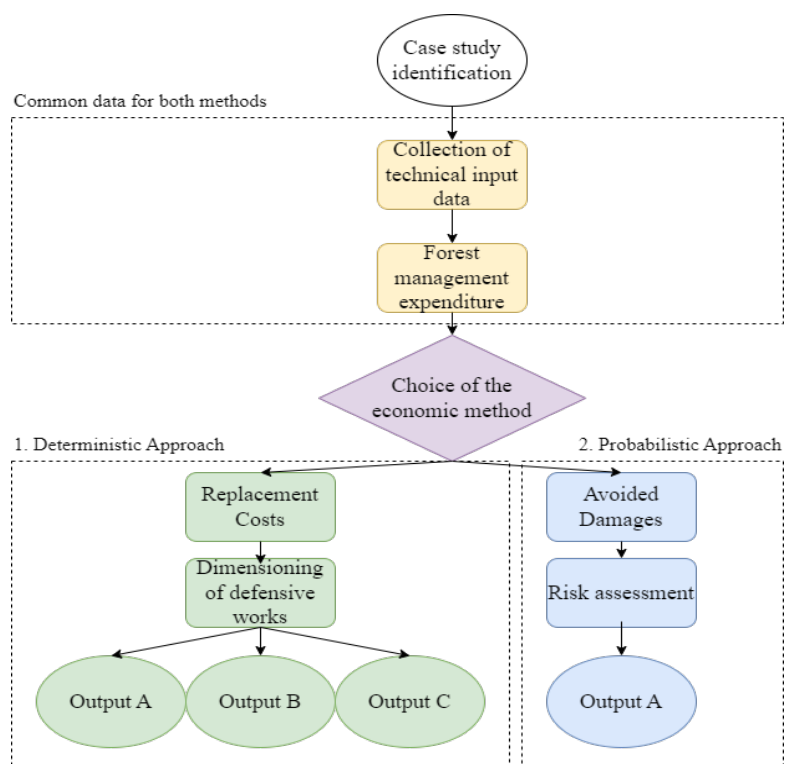 Case study
identification
Common data for both methods
Collection of
technical input
data
Forest
management
expenditure
Choice of the
economic method
1. Deterministic Approach
2. Probabilistic Approach
Replacement
Costs
Avoided
Damages
Dimensioning
of defensive
works
Risk assessment
Output A
Output B
Output C
Output A